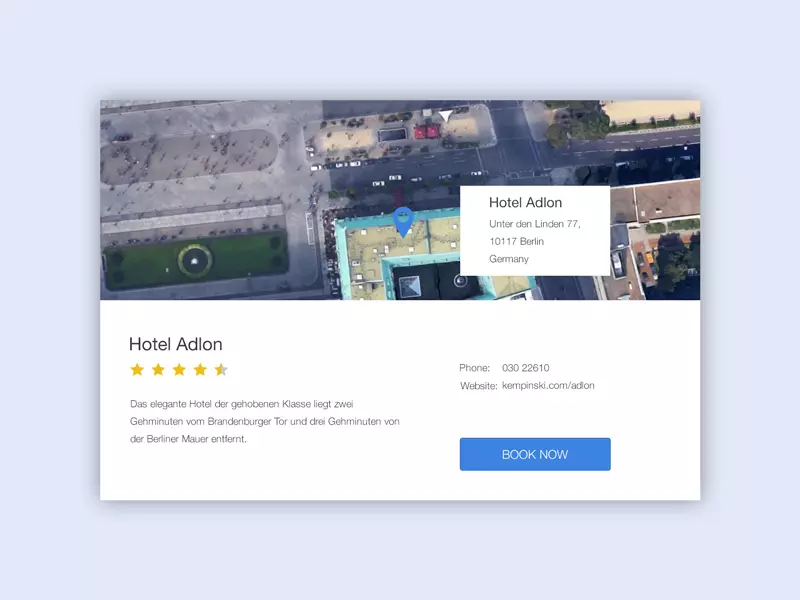 Hotel Adlon
Unter den Linden 77,
10117 Berlin
Germany
Hotel Adlon
Das elegante Hotel der gehobenen Klasse liegt zwei
Gehminuten vom Brandenburger Tor und drei Gehminuten von
der Berliner Mauer entfernt.
Phone: 030 22610
Website: kempinski.com/adlon
BOOK NOW